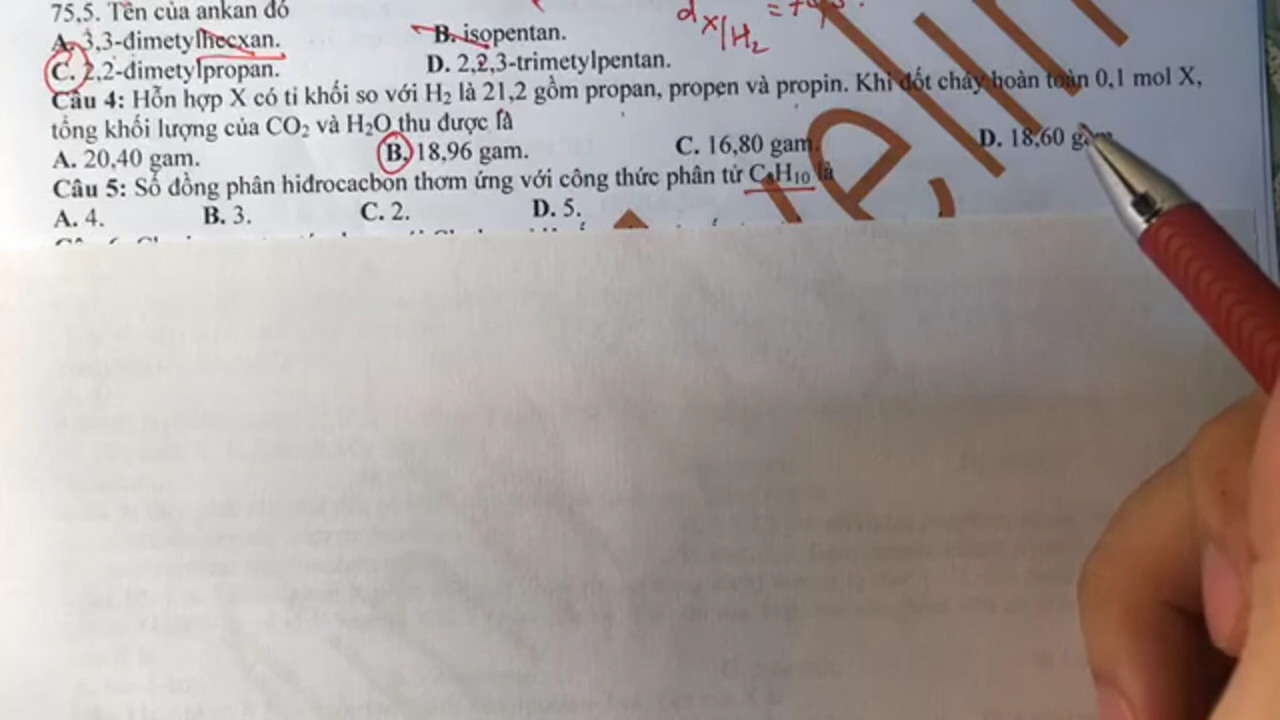 75,5. Tên của ankan đó
A. 3,3-đimetylhecxan. B. isopentan. d X/H2 =
C. 2,2-đimetylpropan. D. 2,2,3-trimetylpentan.
Câu 4: Hỗn hợp X có tỉ khối so với H2 là 21,2 gồm propan, propen và propin. Khi đốt cháy hoàn toàn 0,1 mol X,
tổng khối lượng của CO2 và H2O thu được là
A. 20,40 gam. B. 18,96 gam. C. 16,80 gam. D. 18,60
Câu 5: Số đồng phân hiđrocacbon thơm ứng với công thức phân tử C8H10 là
A. 4. B. 3. C. 2. D. 5.